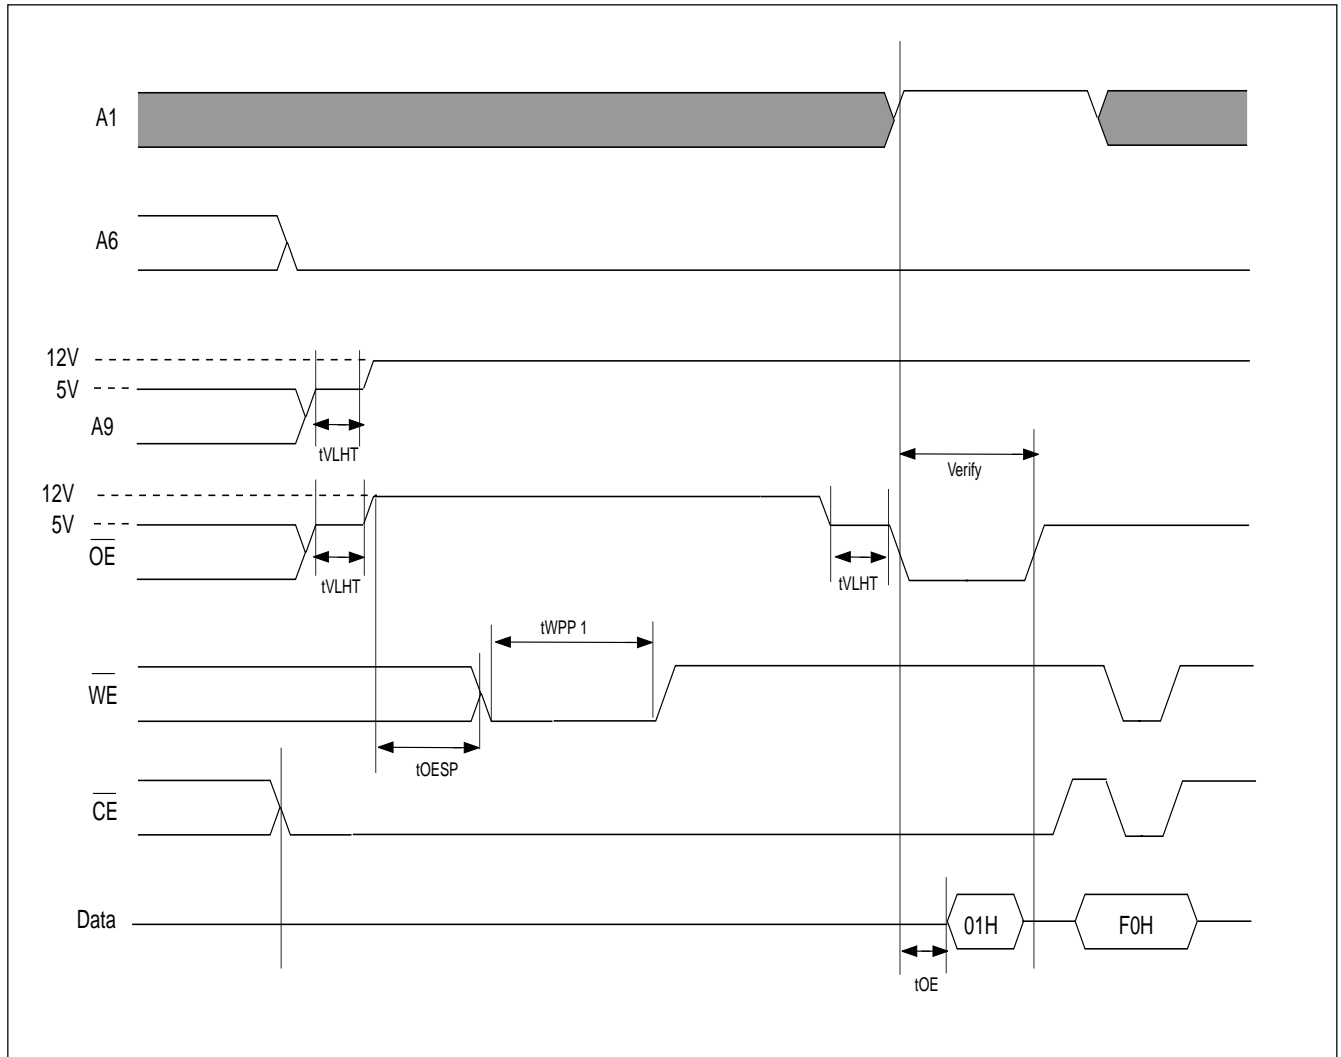 A1
A6
12V
5V
A9
tVLHT
Verify
12V
5V
OE
tVLHT
tVLHT
tWPP 1
WE
tOESP
CE
Data
01H
F0H
tOE